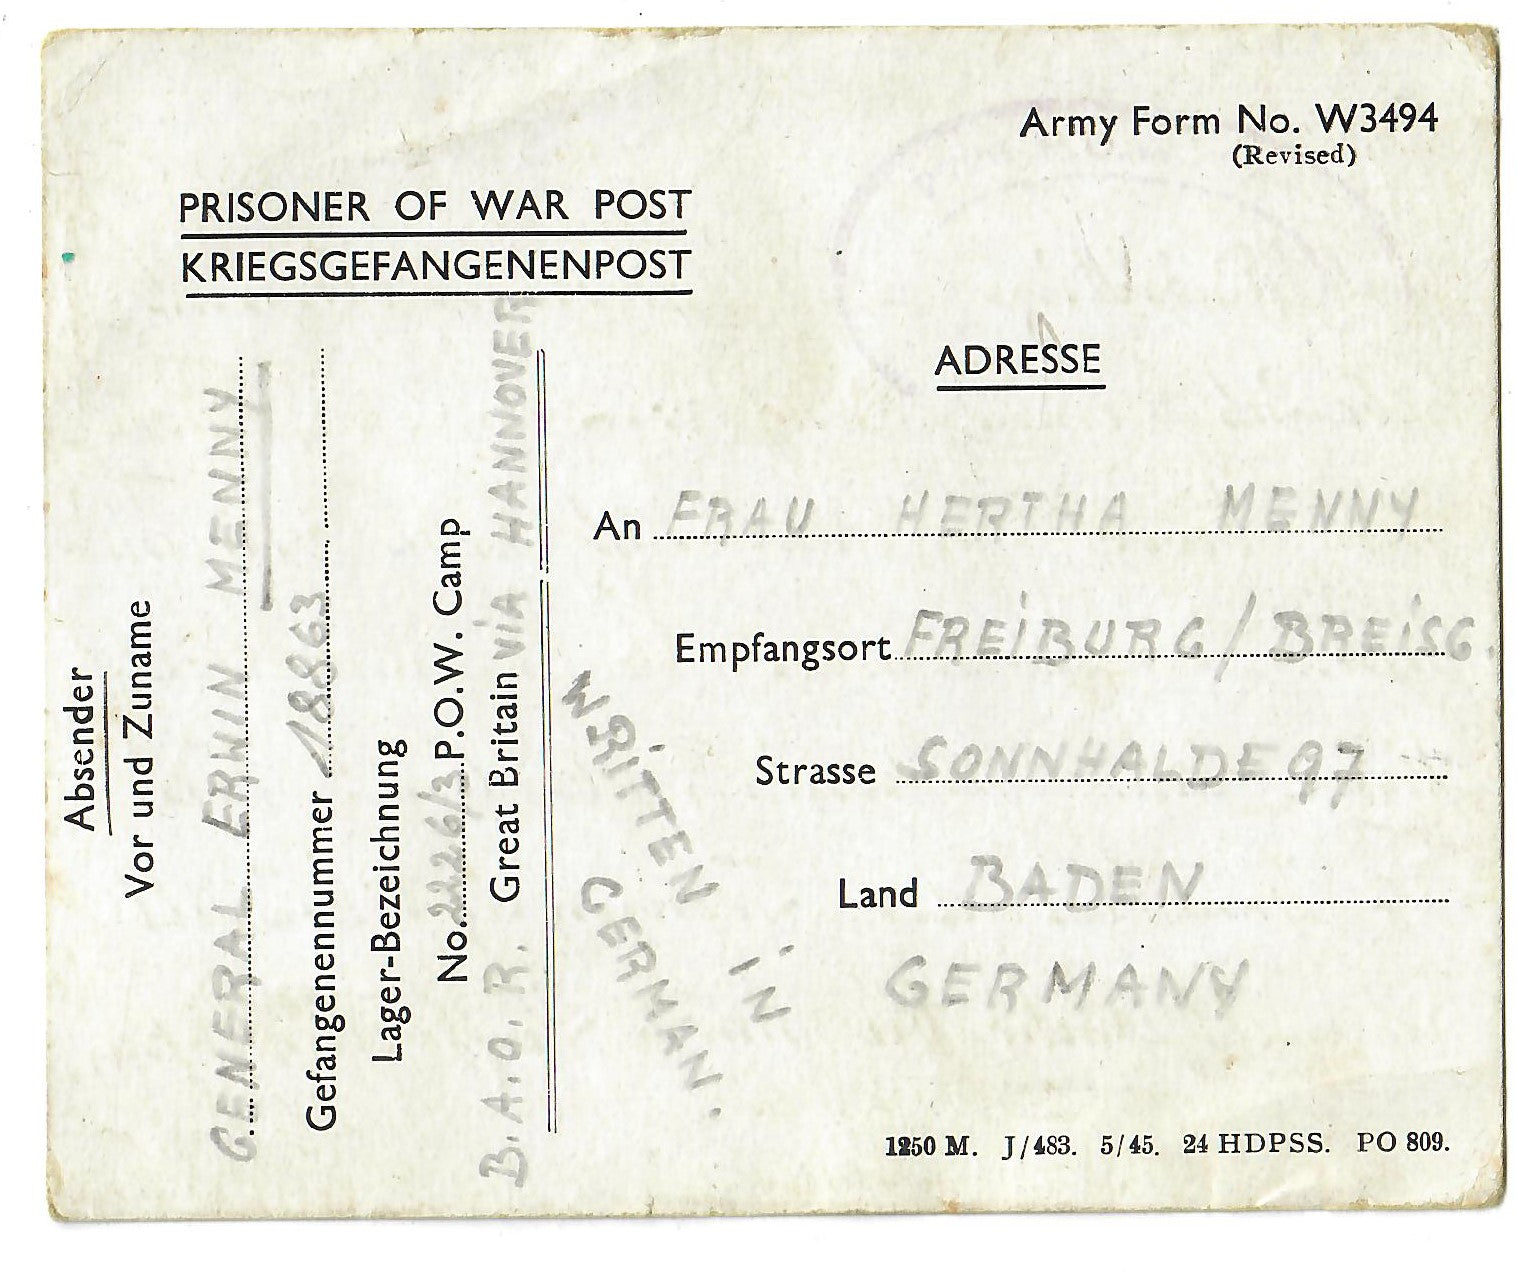 Army Form No. W3494
(Revised)
PRISONER OF WAR POST
KRIEGSGEFANGENENPOST
ADRESSE
An FRAU HERTHA MENNY
Empfangsort FREIBURG / BREISG.
Strasse SONNHALDE 97
Land BADEN
GERMANY
WRITTEN IN
GERMAN.
Absender
Vor und Zuname
GENERAL ERWIN MENNY
Gefangenennummer 18863
Lager-Bezeichnung
No. 2226/3 P.O.W. Camp
B.A.O.R. Great Britain via HANNOVER
1250 M. J/483. 5/45. 24 HDPSS. PO 809.